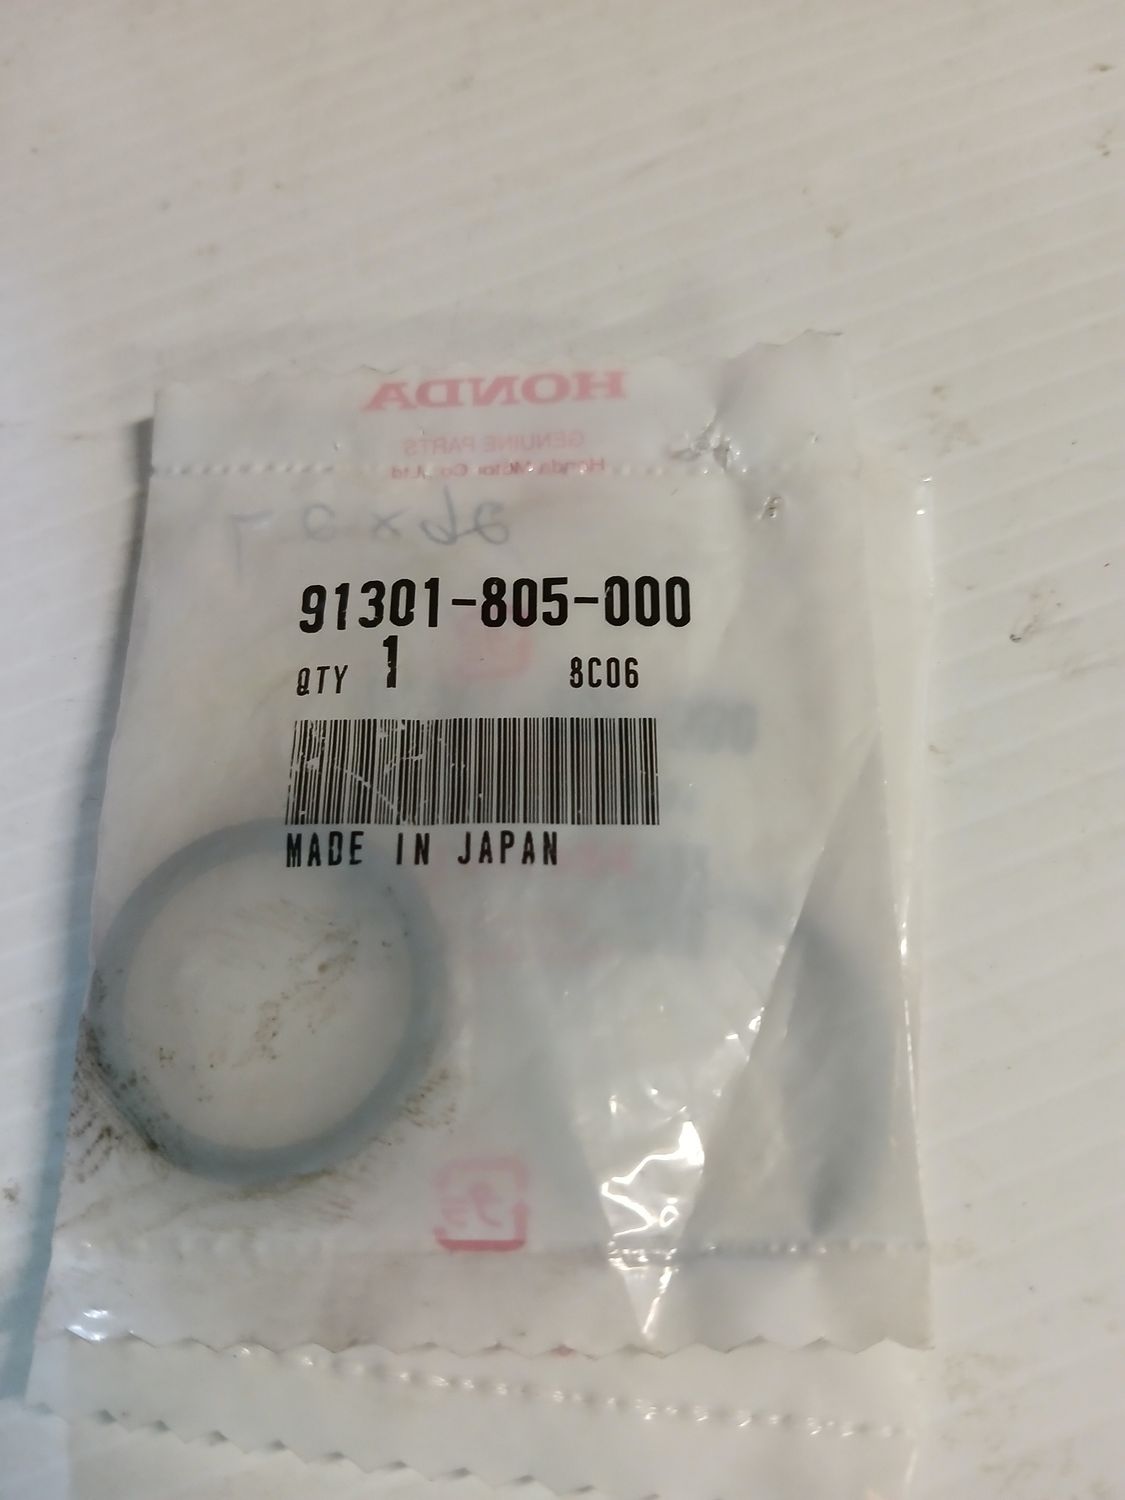 HONDA
GENUINE PARTS
Honda Motor Co., Ltd.
91301-805-000
QTY 1 8C06
MADE IN JAPAN